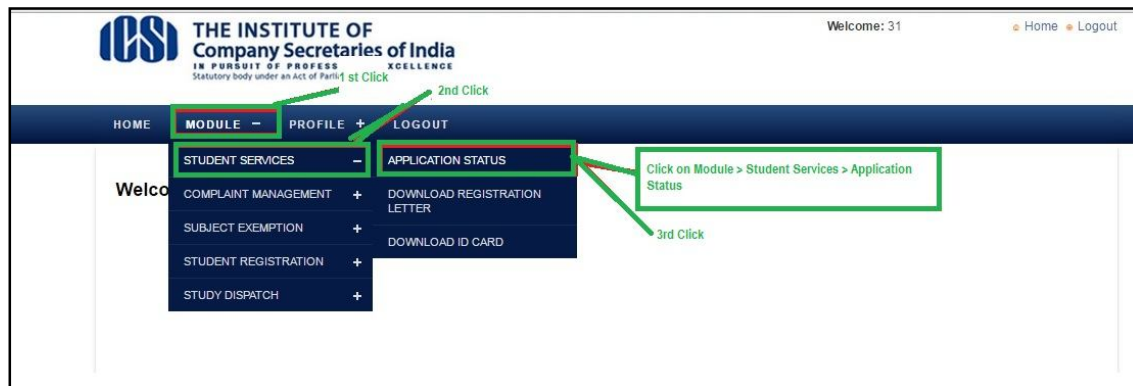 ICSI
THE INSTITUTE OF
Company Secretaries of India
IN PURSUIT OF PROFESS XCELLENCE
Statutory body under an Act of Parli
Welcome: 31
Home Logout
1 st Click
2nd Click
HOME MODULE – PROFILE + LOGOUT
STUDENT SERVICES –
APPLICATION STATUS
Click on Module > Student Services > Application
Status
Welco
COMPLAINT MANAGEMENT +
DOWNLOAD REGISTRATION
LETTER
SUBJECT EXEMPTION +
3rd Click
DOWNLOAD ID CARD
STUDENT REGISTRATION +
STUDY DISPATCH +